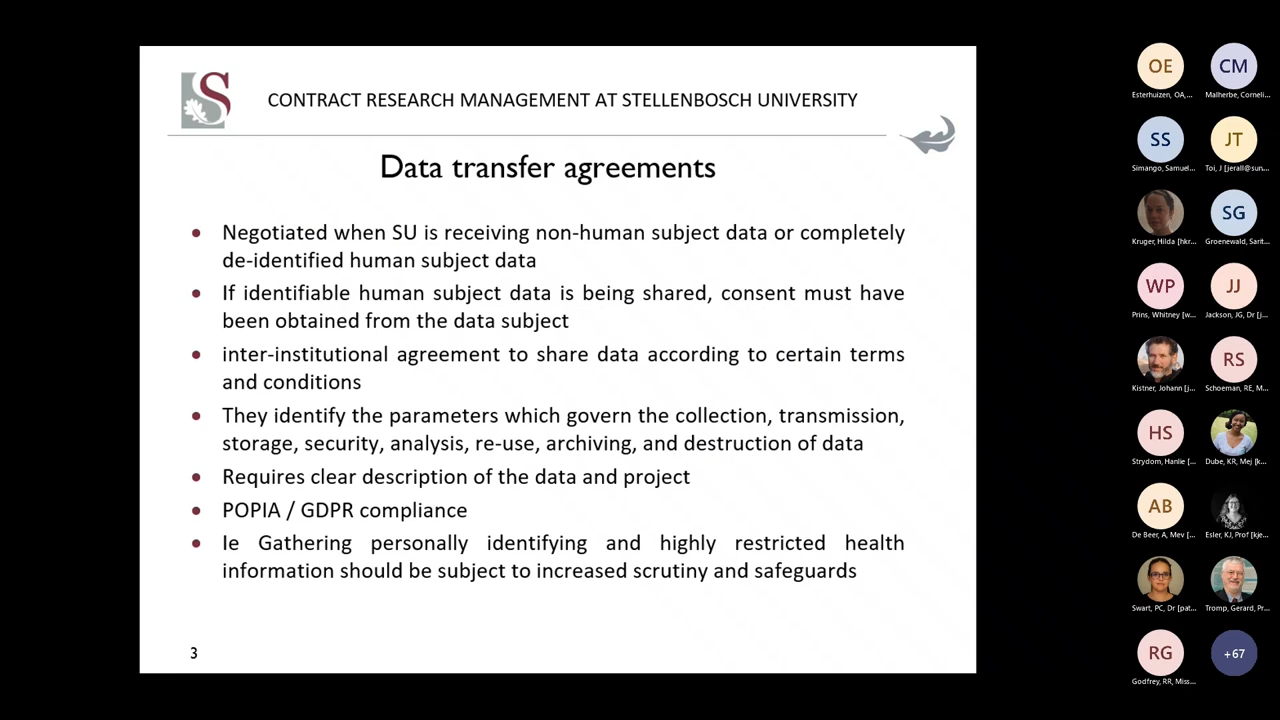 S
CONTRACT RESEARCH MANAGEMENT AT STELLENBOSCH UNIVERSITY
Data transfer agreements
• Negotiated when SU is receiving non-human subject data or completely
de-identified human subject data
• If identifiable human subject data is being shared, consent must have
been obtained from the data subject
• inter-institutional agreement to share data according to certain terms
and conditions
• They identify the parameters which govern the collection, transmission,
storage, security, analysis, re-use, archiving, and destruction of data
• Requires clear description of the data and project
• POPIA / GDPR compliance
• Ie Gathering personally identifying and highly restricted health
information should be subject to increased scrutiny and safeguards
3
OE
CM
Esterhuizen, OA,...
Malherbe, Corneli...
SS
JT
Simango, Samuel...
Toi, J [jerall@sun...
SG
Kruger, Hilda [hkr...
Groenewald, Sarit...
WP
JJ
Prins, Whitney [w...
Jackson, JG, Dr [j...
RS
Kistner, Johann [j...
Schoeman, RE, M...
HS
Strydom, Hanlie [...
Dube, KR, Mej [k...
AB
De Beer, A, Mev [...
Esler, KJ, Prof [kje...
Swart, PC, Dr [pat...
Tromp, Gerard, Pr...
RG
+67
Godfrey, RR, Miss...